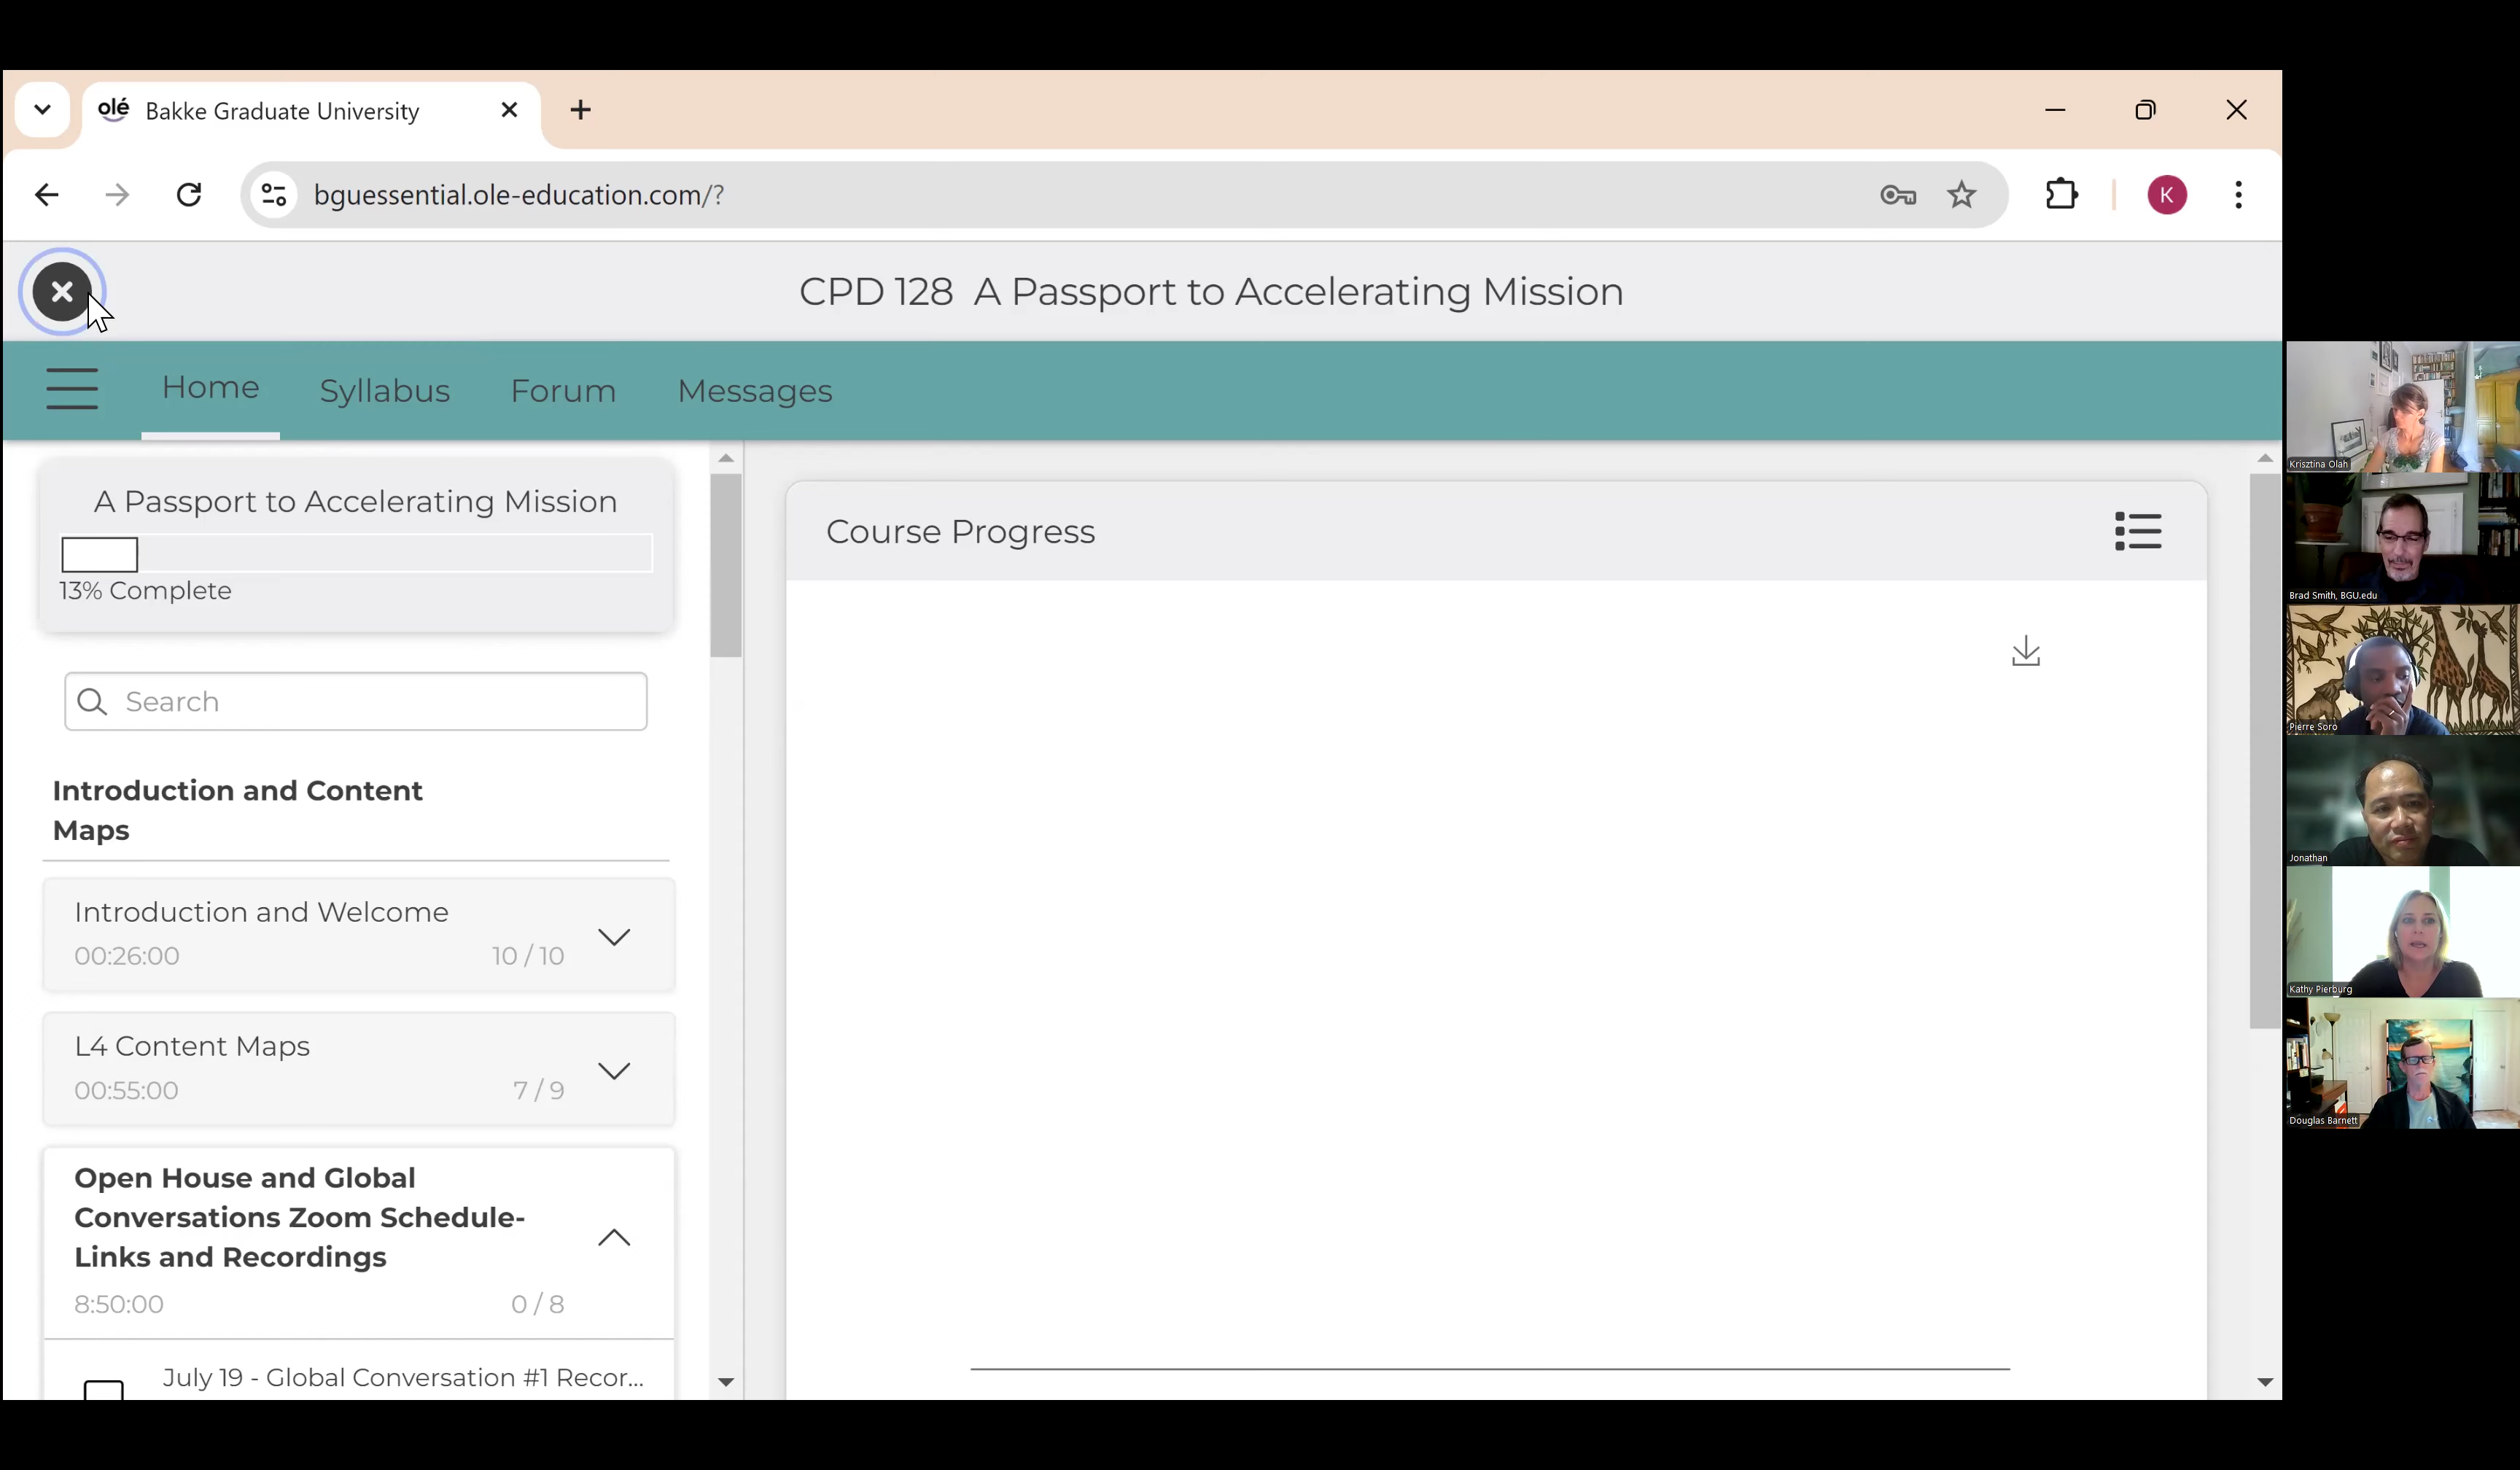 olé Bakke Graduate University
bguessential.ole-education.com/?
K
CPD 128 A Passport to Accelerating Mission
Home Syllabus Forum Messages
A Passport to Accelerating Mission
13% Complete
Search
Introduction and Content
Maps
Introduction and Welcome
00:26:00 10 / 10
L4 Content Maps
00:55:00 7 / 9
Open House and Global
Conversations Zoom Schedule-
Links and Recordings
8:50:00 0 / 8
July 19 - Global Conversation #1 Recor...
Course Progress
Krisztina Olah
Brad Smith, BGU.edu
Pierre Soro
Jonathan
Kathy Pierburg
Douglas Barnett